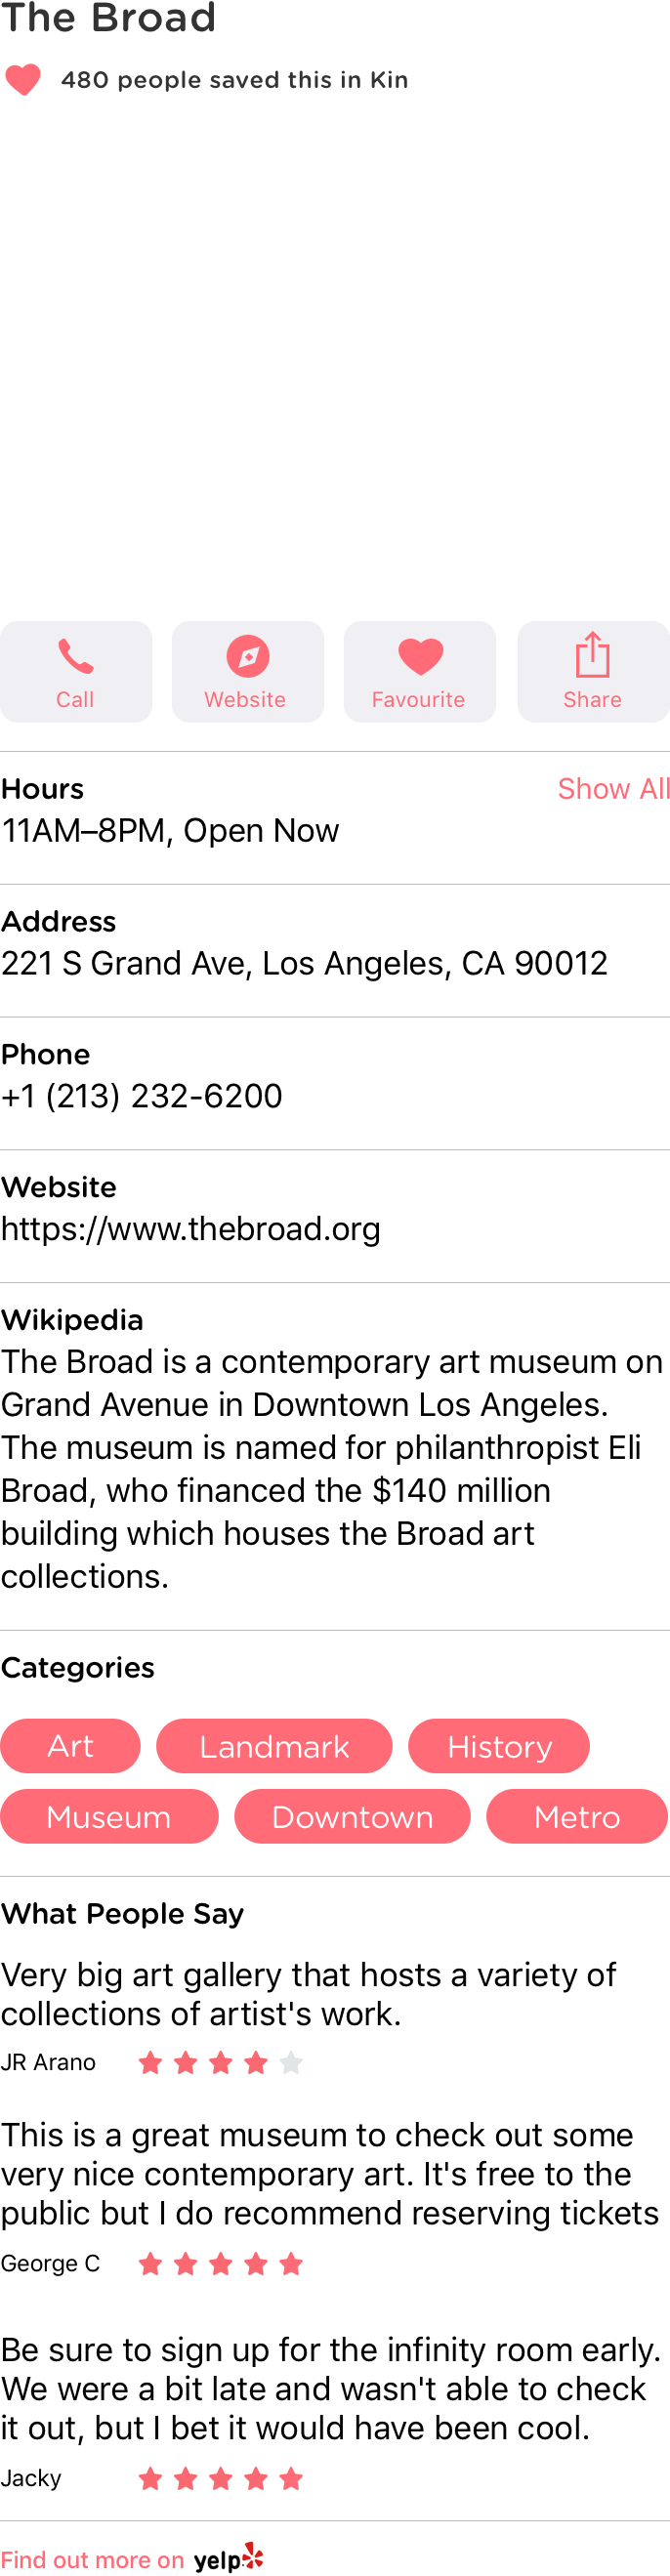 The Broad
480 people saved this in Kin
Call
Website
Favourite
Share
Hours
Show All
11AM–8PM, Open Now
Address
221 S Grand Ave, Los Angeles, CA 90012
Phone
+1 (213) 232-6200
Website
https://www.thebroad.org
Wikipedia
The Broad is a contemporary art museum on
Grand Avenue in Downtown Los Angeles.
The museum is named for philanthropist Eli
Broad, who financed the $140 million
building which houses the Broad art
collections.
Categories
Art Landmark History
Museum Downtown Metro
What People Say
Very big art gallery that hosts a variety of
collections of artist's work.
JR Arano
This is a great museum to check out some
very nice contemporary art. It's free to the
public but I do recommend reserving tickets
George C
Be sure to sign up for the infinity room early.
We were a bit late and wasn't able to check
it out, but I bet it would have been cool.
Jacky
Find out more on yelp